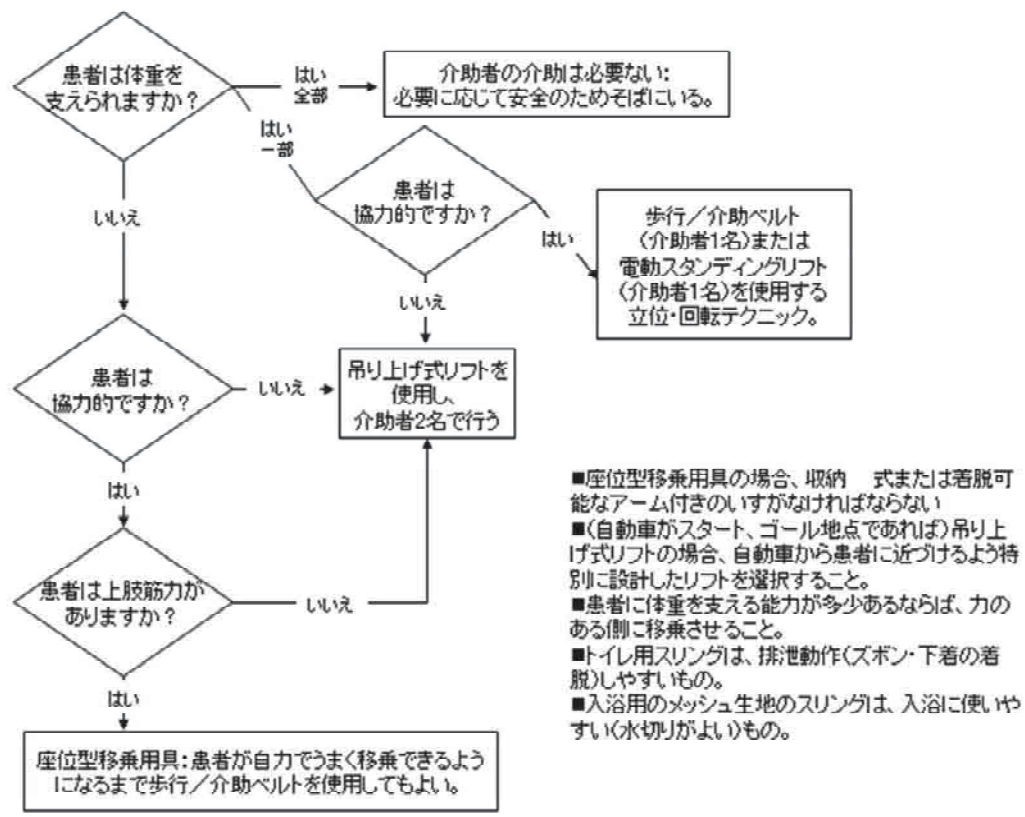 患者は体重を
支えられますか？
はい
全部
介助者の介助は必要ない：
必要に応じて安全のためそばにいる。
はい
一部
患者は
協力的ですか？
いいえ
はい
歩行／介助ベルト
（介助者1名）または
電動スタンディングリフト
（介助者1名）を使用する
立位・回転テクニック。
いいえ
患者は
協力的ですか？
いいえ
吊り上げ式リフトを
使用し、
介助者2名で行う
はい
患者は上肢筋力が
ありますか？
いいえ
はい
座位型移乗用具：患者が自力でうまく移乗できるよう
になるまで歩行／介助ベルトを使用してもよい。
■座位型移乗用具の場合、収納　式または着脱可
能なアーム付きのいすがなければならない
■（自動車がスタート、ゴール地点であれば）吊り上
げ式リフトの場合、自動車から患者に近づけるよう特
別に設計したリフトを選択すること。
■患者に体重を支える能力が多少あるならば、力の
ある側に移乗させること。
■トイレ用スリングは、排泄動作（ズボン・下着の着
脱）しやすいもの。
■入浴用のメッシュ生地のスリングは、入浴に使いや
すい（水切りがよい）もの。